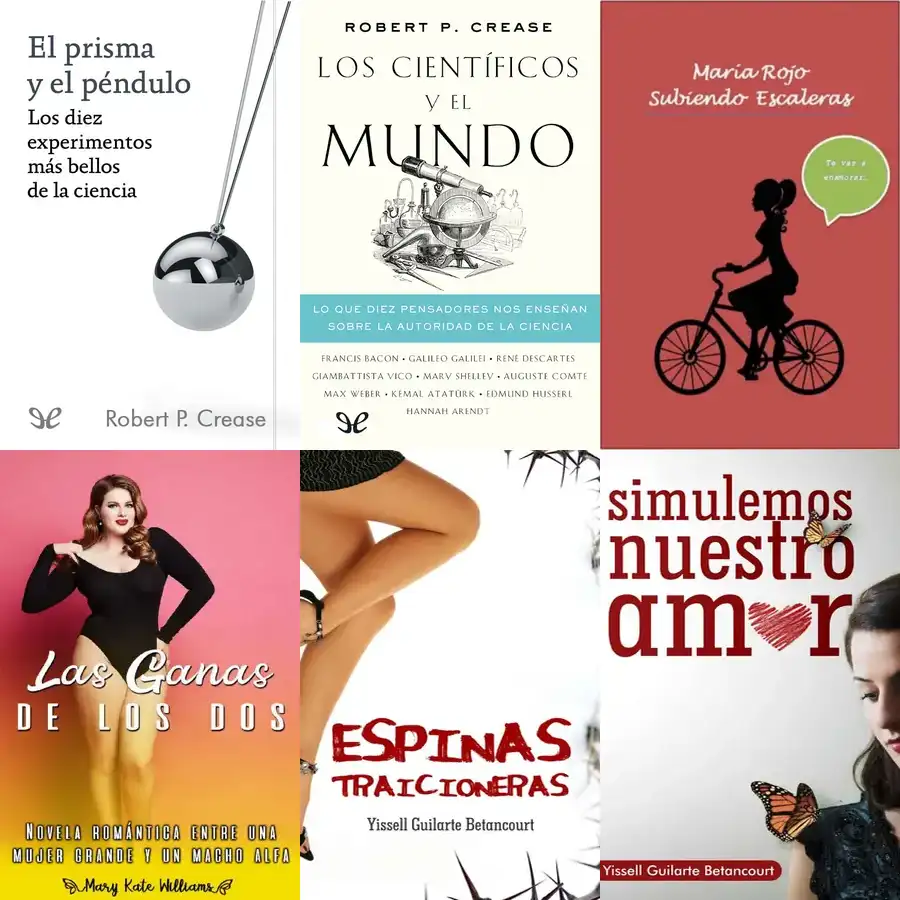 El prisma
y el péndulo
Los diez
experimentos
más bellos
de la ciencia
Robert P. Crease
ROBERT P. CREASE
LOS CIENTÍFICOS
Y EL
MUNDO
LO QUE DIEZ PENSADORES NOS ENSEÑAN
SOBRE LA AUTORIDAD DE LA CIENCIA
FRANCIS BACON • GALILEO GALILEI • RENÉ DESCARTES
GIAMBATTISTA VICO • MARY SHELLEY • AUGUSTE COMTE
MAX WEBER • KEMAL ATATÜRK • EDMUND HUSSERL
HANNAH ARENDT
María Rojo
Subiendo Escaleras
Te vas a
enamorar...
Las Ganas
DE LOS DOS
NOVELA ROMÁNTICA ENTRE UNA
MUJER GRANDE Y UN MACHO ALFA
Mary Kate Williams
ESPINAS
TRAICIONERAS
Yissell Guilarte Betancourt
simulemos
nuestro
amor
Yissell Guilarte Betancourt